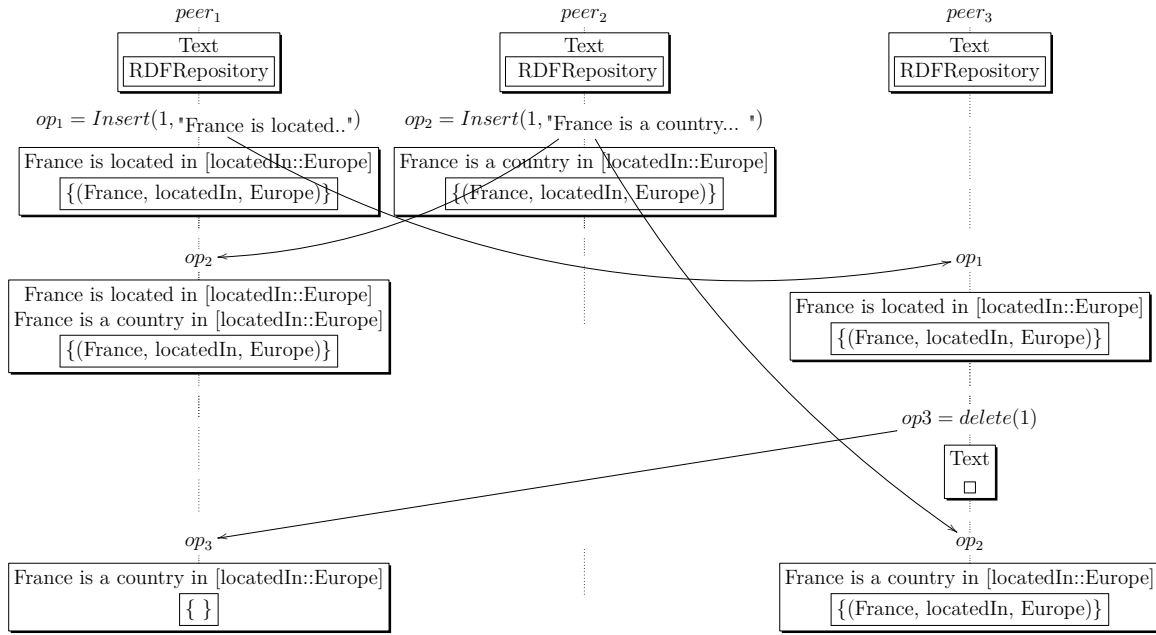 peer1
peer2
peer3
Text
RDFRepository
Text
RDFRepository
Text
RDFRepository
op1 = Insert(1, "France is located..")
op2 = Insert(1, "France is a country... ")
France is located in [locatedIn::Europe]
{(France, locatedIn, Europe)}
France is a country in [locatedIn::Europe]
{(France, locatedIn, Europe)}
op2
op1
France is located in [locatedIn::Europe]
France is a country in [locatedIn::Europe]
{(France, locatedIn, Europe)}
France is located in [locatedIn::Europe]
{(France, locatedIn, Europe)}
op3 = delete(1)
Text
op3
op2
France is a country in [locatedIn::Europe]
{ }
France is a country in [locatedIn::Europe]
{(France, locatedIn, Europe)}